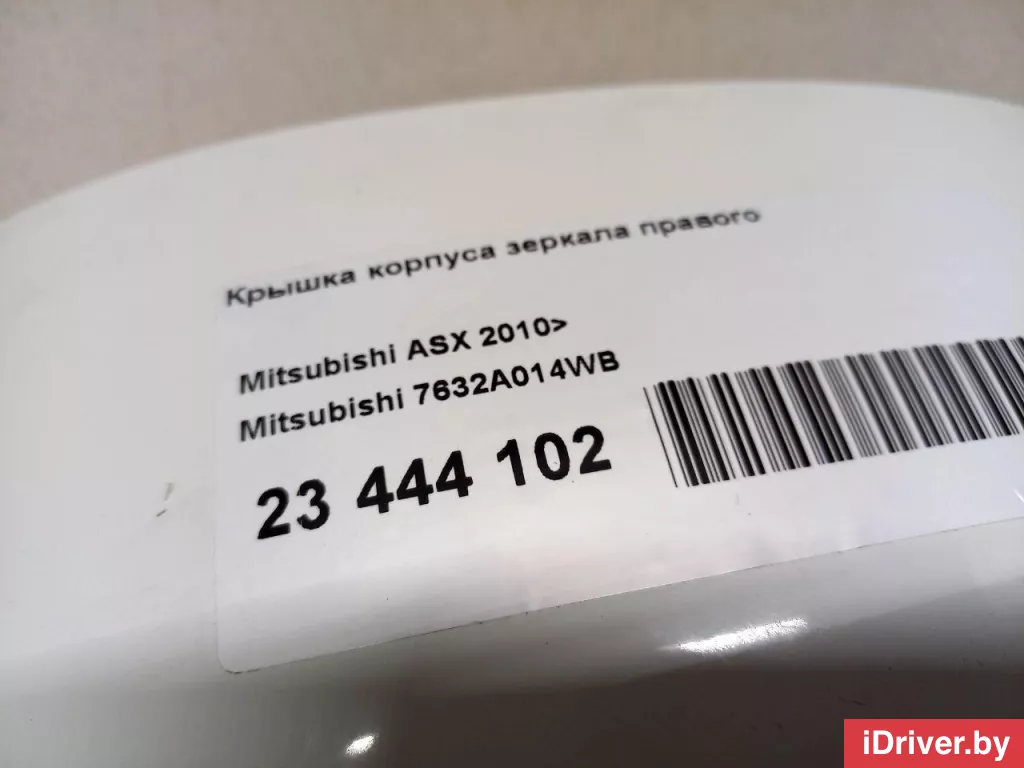 Крышка корпуса зеркала правого
Mitsubishi ASX 2010>
Mitsubishi 7632A014WB
23 444 102
iDriver.by